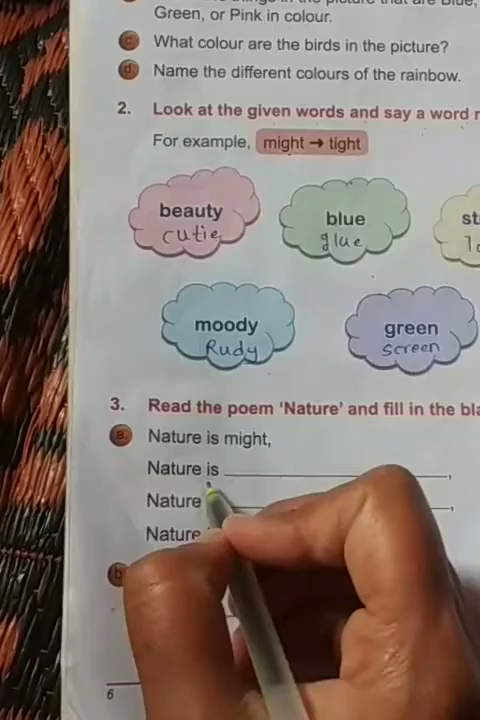 Green, or Pink in colour.
c What colour are the birds in the picture?
d Name the different colours of the rainbow.
2. Look at the given words and say a word
For example, might → tight
beauty
cutie
blue
glue
moody
Rudy
green
screen
3. Read the poem 'Nature' and fill in the
a. Nature is might,
Nature is ,
Nature ,
Nature
b
6